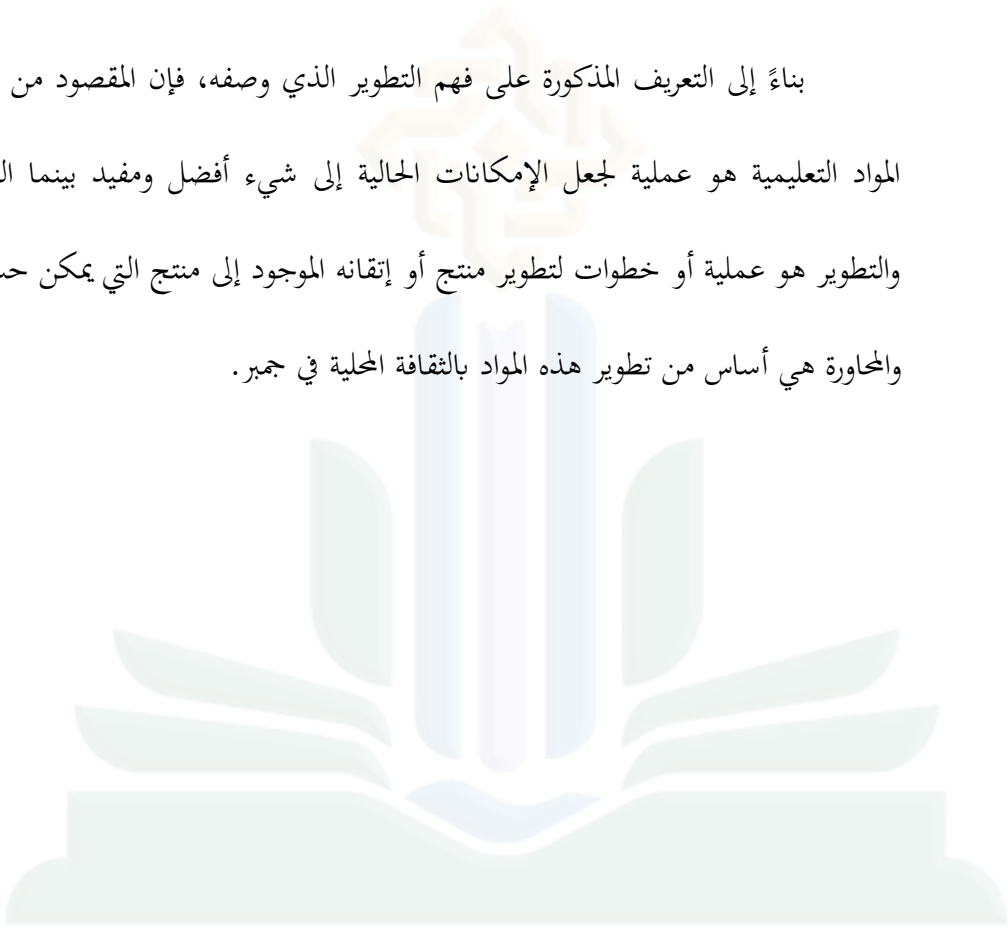 بناءً إلى التعريف المذكورة على فهم التطوير الذي وصفه، فإن المقصود من
المواد التعليمية هو عملية لجعل الإمكانات الحالية إلى شيء أفضل ومفيد بينما
والتطوير هو عملية أو خطوات لتطوير منتج أو إتقانه الموجود إلى منتج التي يمكن
والمحاورة هي أساس من تطوير هذه المواد بالثقافة المحلية في جمبر.